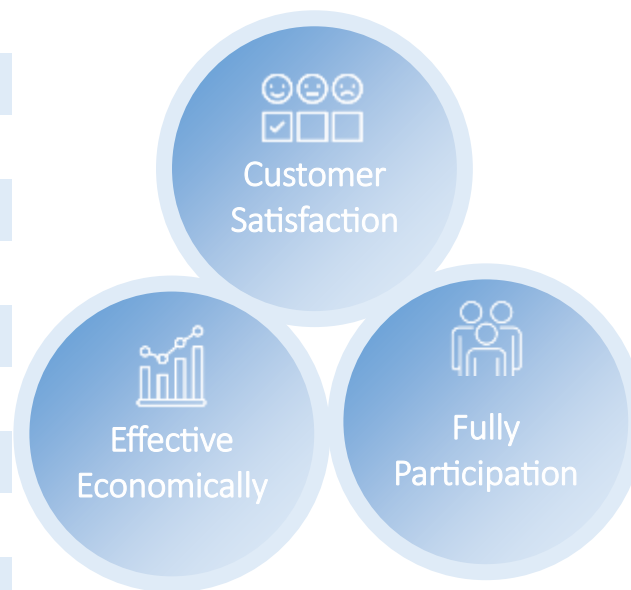 Customer
Satisfaction
Effective
Economically
Fully
Participation